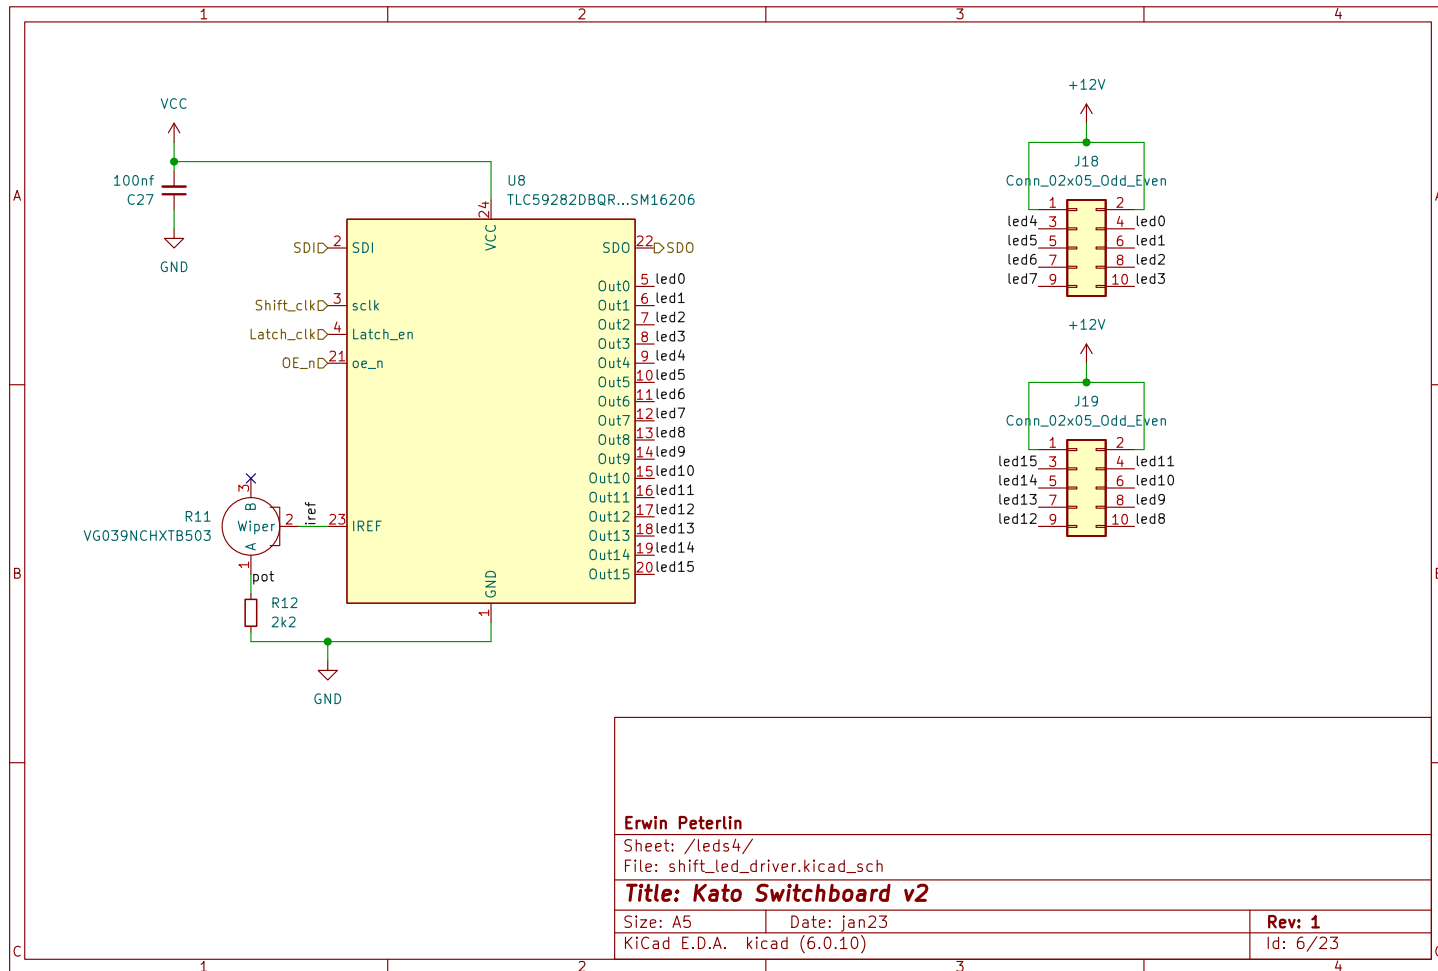 1 2 3 4
A
B
C
VCC
100nf
C27
GND
U8
TLC59282DBQR...SM16206
24
VCC
SDI 2 SDI
Shift_clk 3 sclk
Latch_clk 4 Latch_en
OE_n 21 oe_n
SDO 22 SDO
Out0 5 led0
Out1 6 led1
Out2 7 led2
Out3 8 led3
Out4 9 led4
Out5 10 led5
Out6 11 led6
Out7 12 led7
Out8 13 led8
Out9 14 led9
Out10 15 led10
Out11 16 led11
Out12 17 led12
Out13 18 led13
Out14 19 led14
Out15 20 led15
3
B
R11
VG039NCHXTB503
Wiper 2 iref 23 IREF
A
1
pot
R12
2k2
GND
1
GND
+12V
J18
Conn_02x05_Odd_Even
1 2
led4 3 4 led0
led5 5 6 led1
led6 7 8 led2
led7 9 10 led3
+12V
J19
Conn_02x05_Odd_Even
1 2
led15 3 4 led11
led14 5 6 led10
led13 7 8 led9
led12 9 10 led8
Erwin Peterlin
Sheet: /leds4/
File: shift_led_driver.kicad_sch
Title: Kato Switchboard v2
Size: A5 Date: jan23 Rev: 1
KiCad E.D.A. kicad (6.0.10) Id: 6/23
1 2 3 4